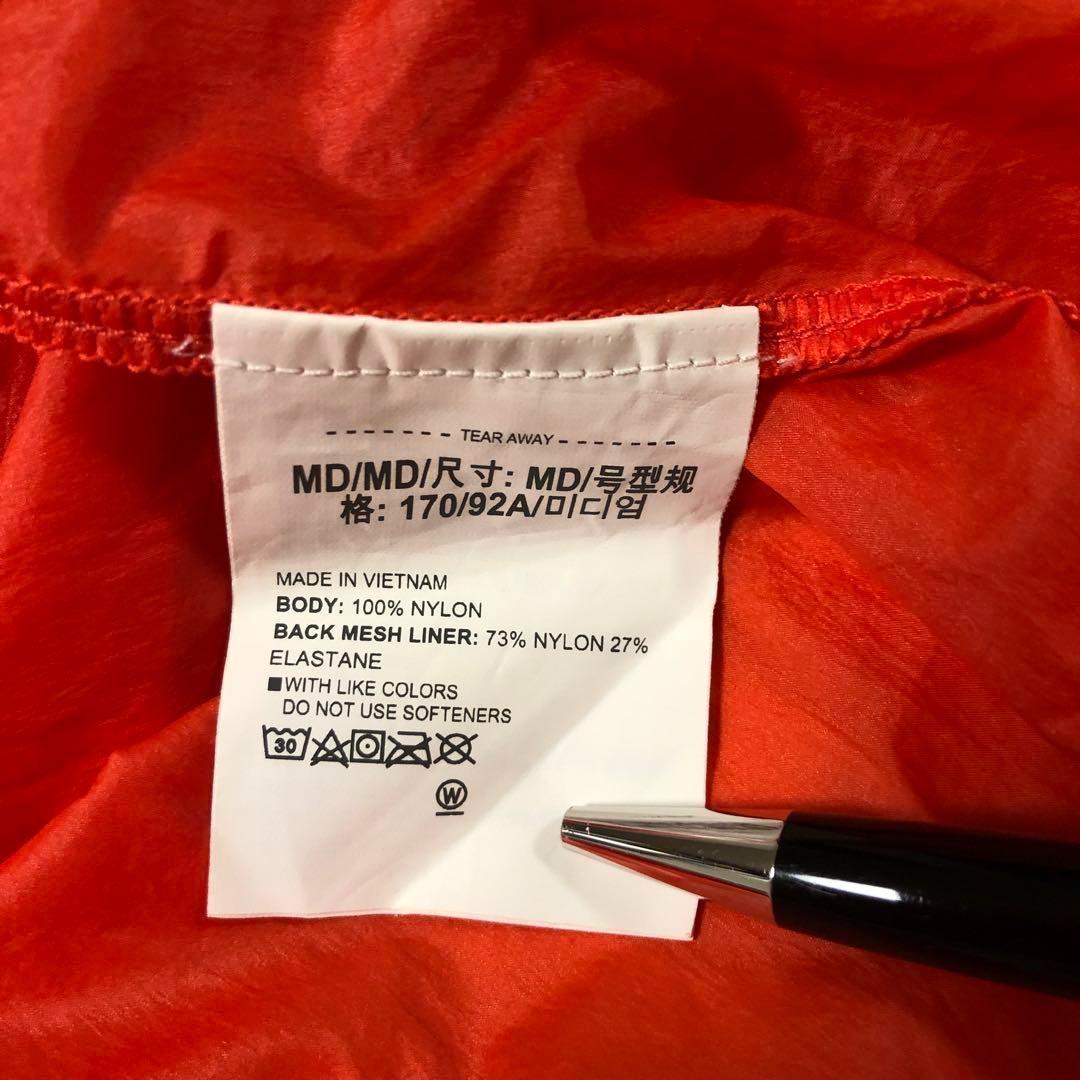 TEAR AWAY
MD/MD/尺寸: MD/号型规
格: 170/92A/미디엄
MADE IN VIETNAM
BODY: 100% NYLON
BACK MESH LINER: 73% NYLON 27%
ELASTANE
■WITH LIKE COLORS
DO NOT USE SOFTENERS
30
W